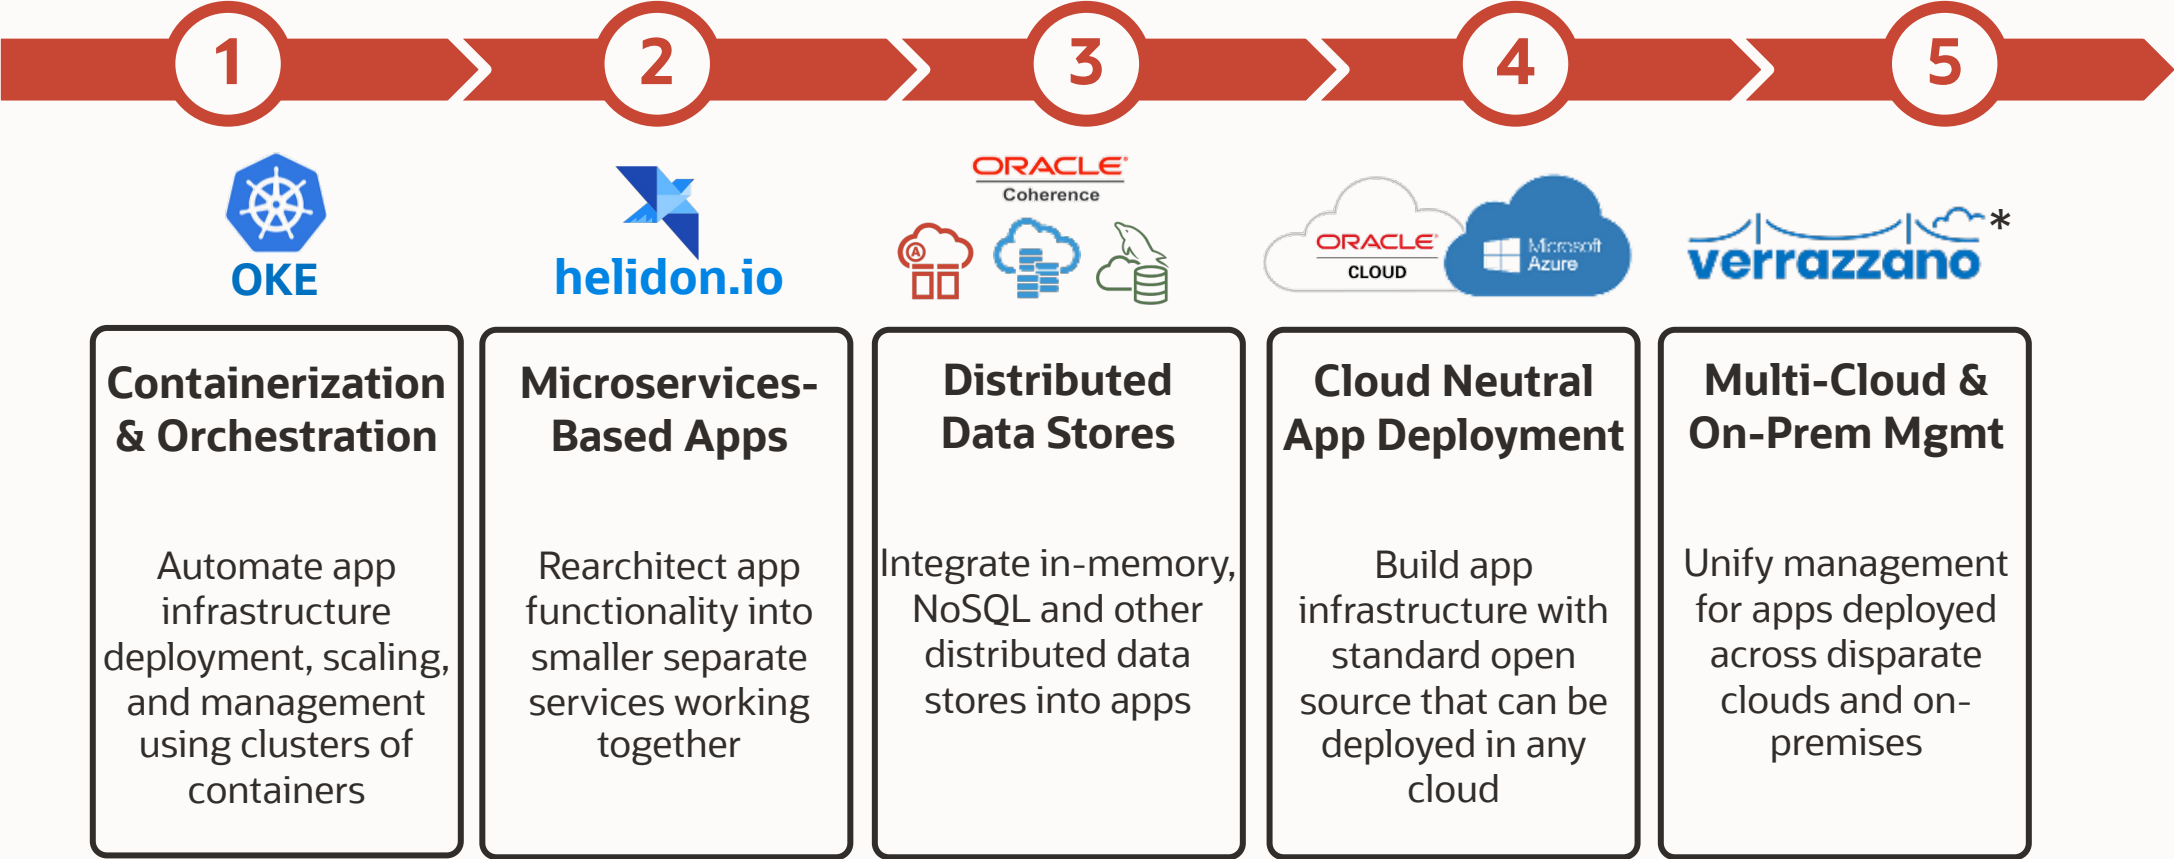 1
2
3
4
5
OKE
helidon.io
ORACLE
Coherence
A
ORACLE
CLOUD
Microsoft
Azure
verrazzano*
Containerization
& Orchestration
Automate app
infrastructure
deployment, scaling,
and management
using clusters of
containers
Microservices-
Based Apps
Rearchitect app
functionality into
smaller separate
services working
together
Distributed
Data Stores
Integrate in-memory,
NoSQL and other
distributed data
stores into apps
Cloud Neutral
App Deployment
Build app
infrastructure with
standard open
source that can be
deployed in any
cloud
Multi-Cloud &
On-Prem Mgmt
Unify management
for apps deployed
across disparate
clouds and on-
premises